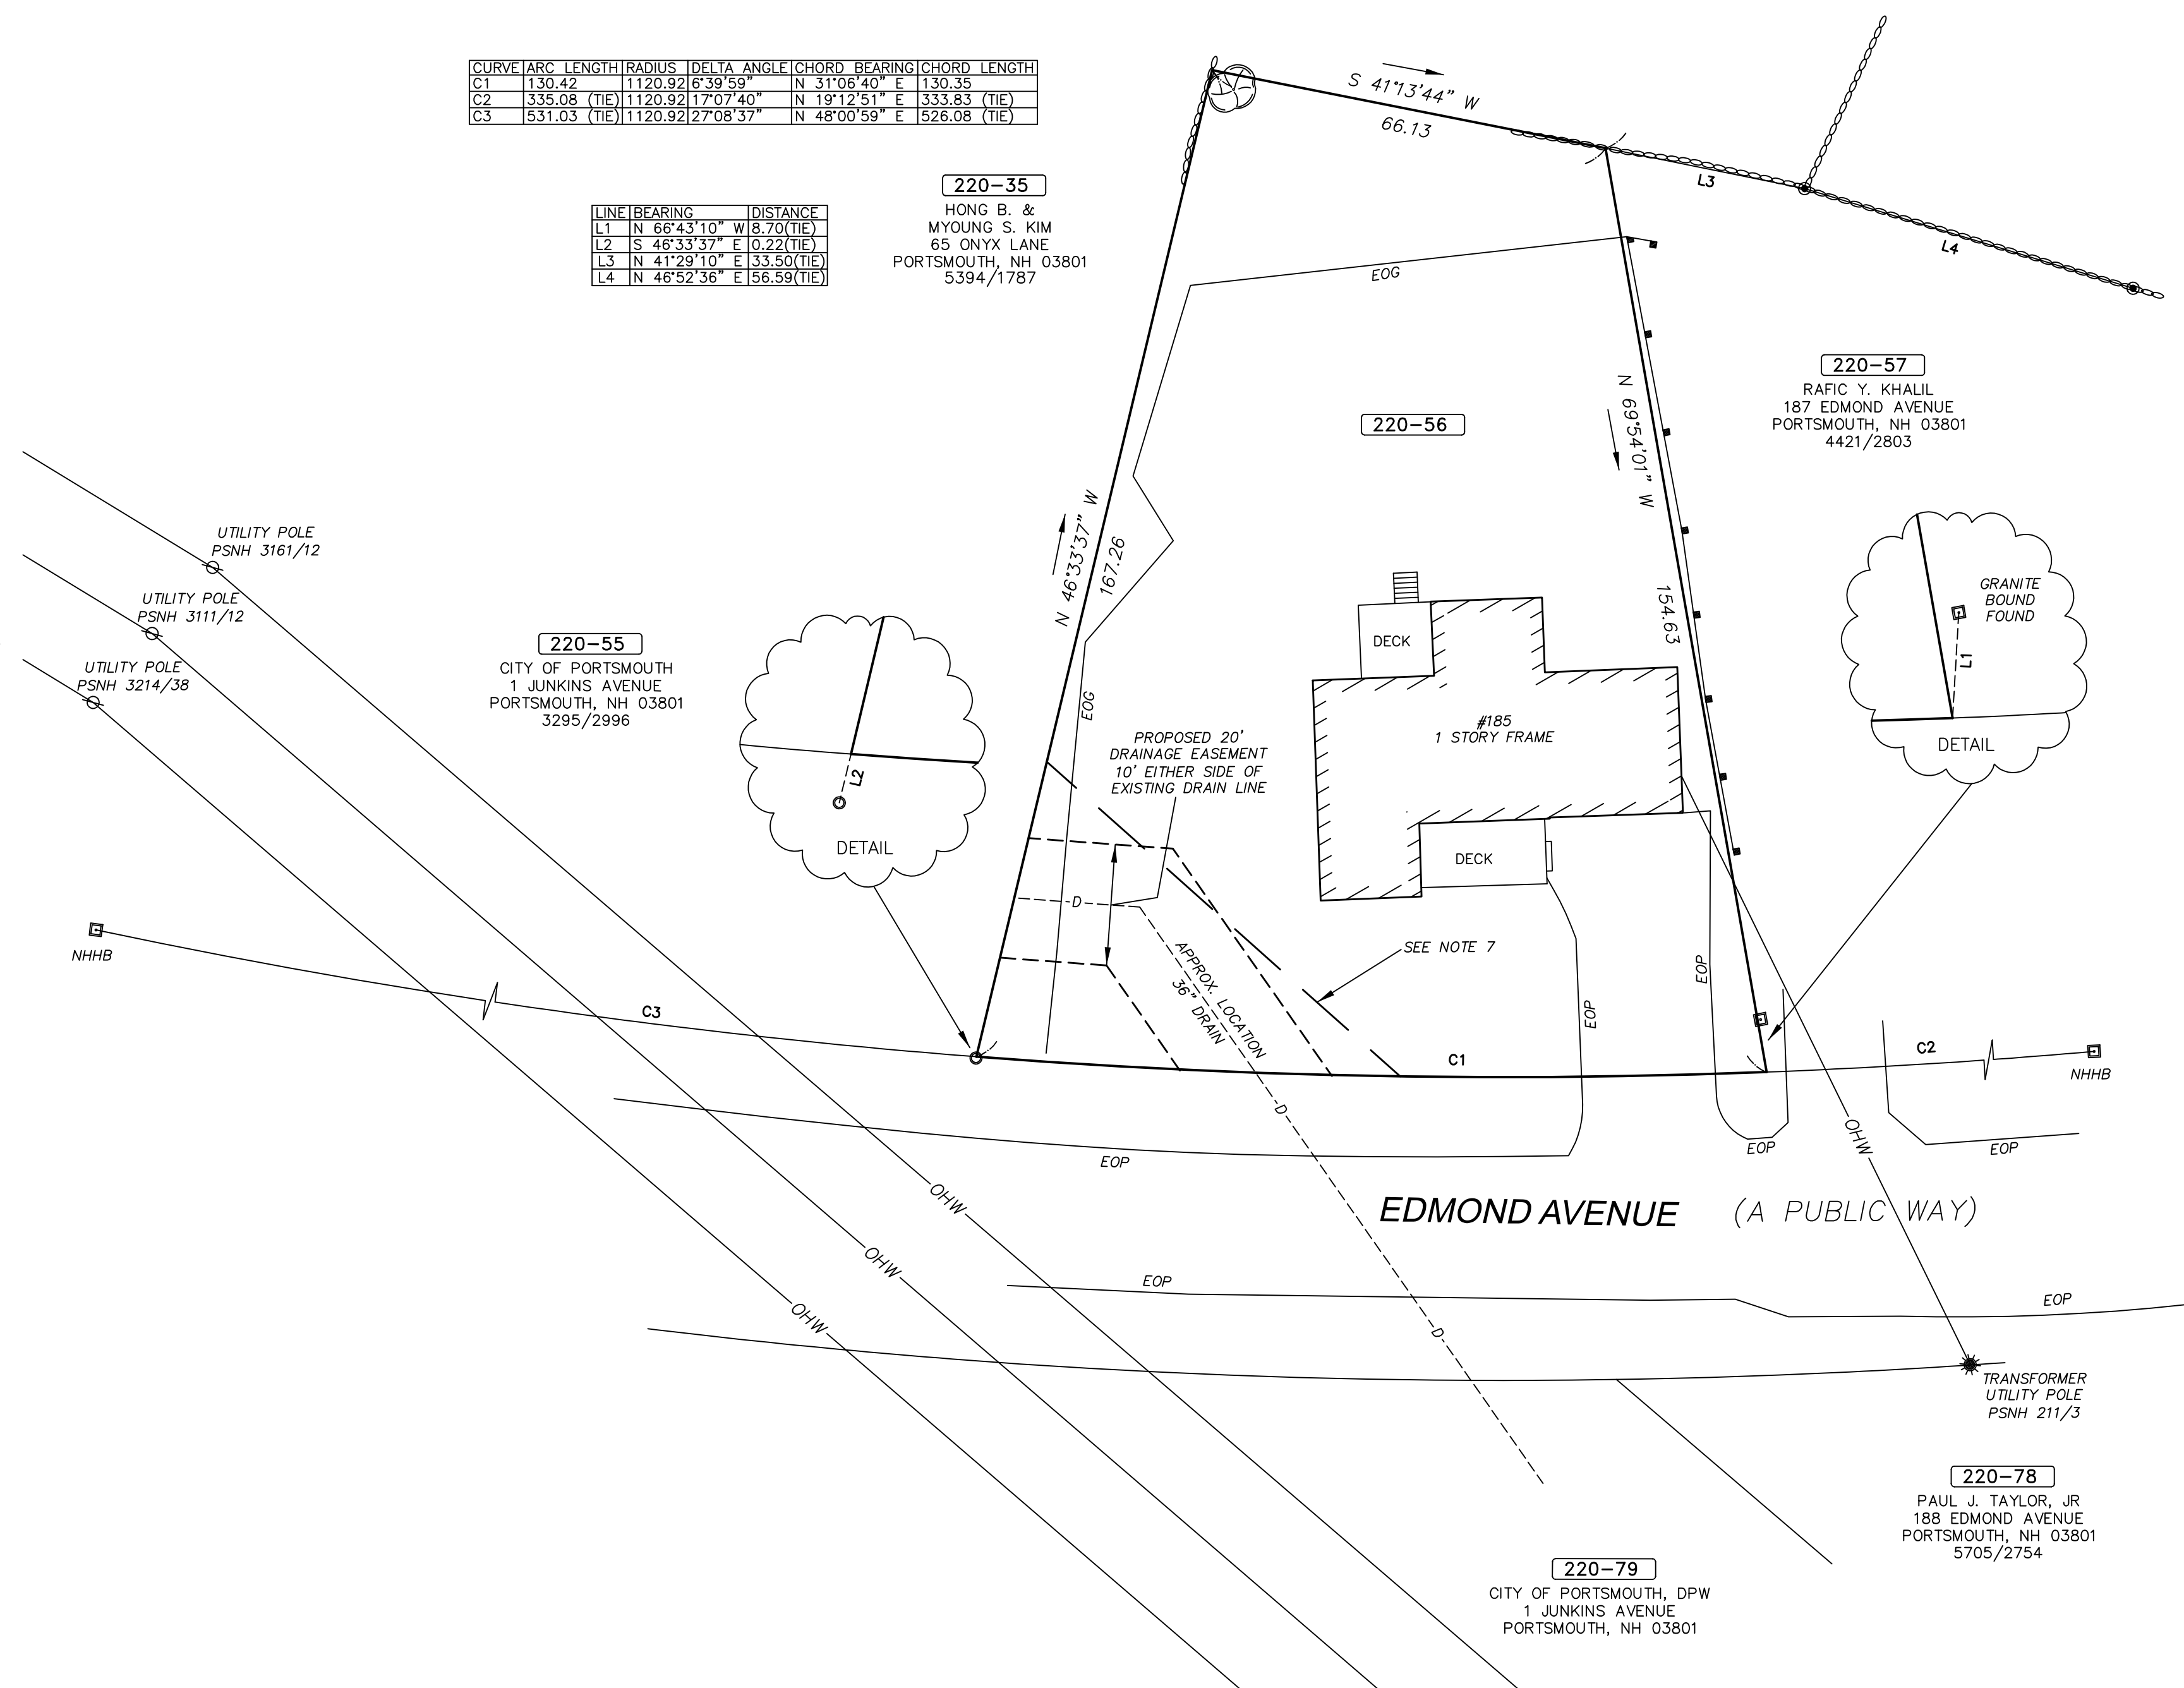 CURVE ARC LENGTH RADIUS DELTA ANGLE CHORD BEARING CHORD LENGTH
C1 130.42 1120.92 6°39'59" N 31°06'40" E 130.35
C2 335.08 (TIE) 1120.92 17°07'40" N 19°12'51" E 333.83 (TIE)
C3 531.03 (TIE) 1120.92 27°08'37" N 48°00'59" E 526.08 (TIE)
LINE BEARING DISTANCE
L1 N 66°43'10" W 8.70(TIE)
L2 S 46°33'37" E 0.22(TIE)
L3 N 41°29'10" E 33.50(TIE)
L4 N 46°52'36" E 56.59(TIE)
220-35
HONG B. &
MYOUNG S. KIM
65 ONYX LANE
PORTSMOUTH, NH 03801
5394/1787
S 41°13'44" W
66.13
L3
L4
EOG
220-57
RAFIC Y. KHALIL
187 EDMOND AVENUE
PORTSMOUTH, NH 03801
4421/2803
220-56
N 69°54'01" W
154.63
N 46°33'37" W
167.26
UTILITY POLE
PSNH 3161/12
UTILITY POLE
PSNH 3111/12
UTILITY POLE
PSNH 3214/38
220-55
CITY OF PORTSMOUTH
1 JUNKINS AVENUE
PORTSMOUTH, NH 03801
3295/2996
L2
DETAIL
EOG
PROPOSED 20'
DRAINAGE EASEMENT
10' EITHER SIDE OF
EXISTING DRAIN LINE
DECK
#185
1 STORY FRAME
DECK
GRANITE
BOUND
FOUND
L1
DETAIL
D
SEE NOTE 7
APPROX. LOCATION
36" DRAIN
EOP
EOP
NHHB
C3
C1
C2
NHHB
D
EOP
EOP
EOP
OHW
EDMOND AVENUE (A PUBLIC WAY)
OHW
OHW
OHW
EOP
EOP
D
TRANSFORMER
UTILITY POLE
PSNH 211/3
220-78
PAUL J. TAYLOR, JR
188 EDMOND AVENUE
PORTSMOUTH, NH 03801
5705/2754
220-79
CITY OF PORTSMOUTH, DPW
1 JUNKINS AVENUE
PORTSMOUTH, NH 03801